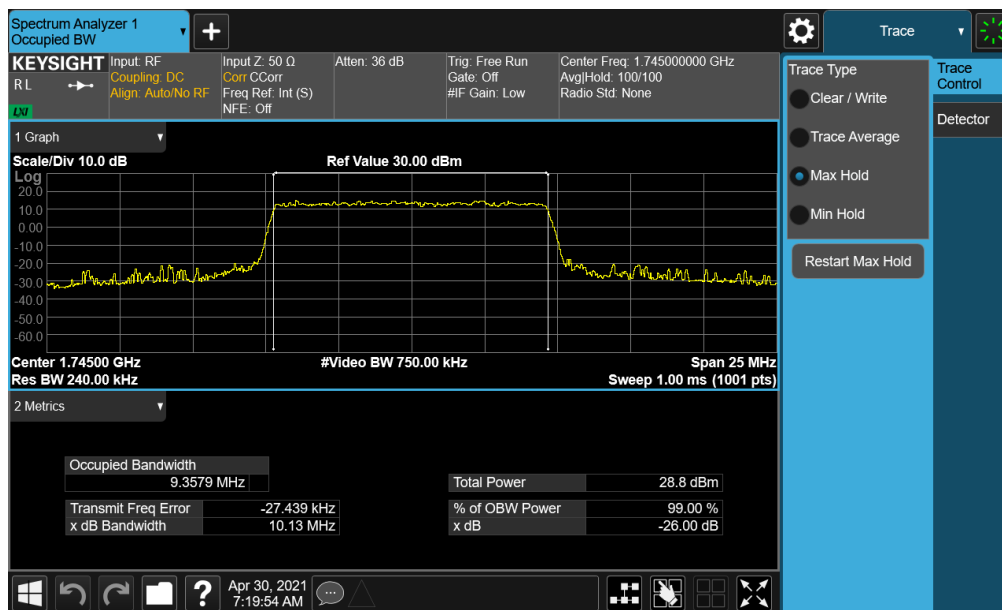 Spectrum Analyzer 1
Occupied BW
+
Trace
KEYSIGHT
R L
LXI
Input: RF
Coupling: DC
Align: Auto/No RF
Input Z: 50 Ω
Corr CCorr
Freq Ref: Int (S)
NFE: Off
Atten: 36 dB
Trig: Free Run
Gate: Off
#IF Gain: Low
Center Freq: 1.745000000 GHz
Avg|Hold: 100/100
Radio Std: None
Trace Type
Clear / Write
Trace Average
Max Hold
Min Hold
Restart Max Hold
Trace
Control
Detector
1 Graph
Scale/Div 10.0 dB
Ref Value 30.00 dBm
Log
20.0
10.0
0.00
-10.0
-20.0
-30.0
-40.0
-50.0
-60.0
Center 1.74500 GHz
#Video BW 750.00 kHz
Span 25 MHz
Res BW 240.00 kHz
Sweep 1.00 ms (1001 pts)
2 Metrics
Occupied Bandwidth
9.3579 MHz
Total Power 28.8 dBm
Transmit Freq Error -27.439 kHz
% of OBW Power 99.00 %
x dB Bandwidth 10.13 MHz
x dB -26.00 dB
?
Apr 30, 2021
7:19:54 AM